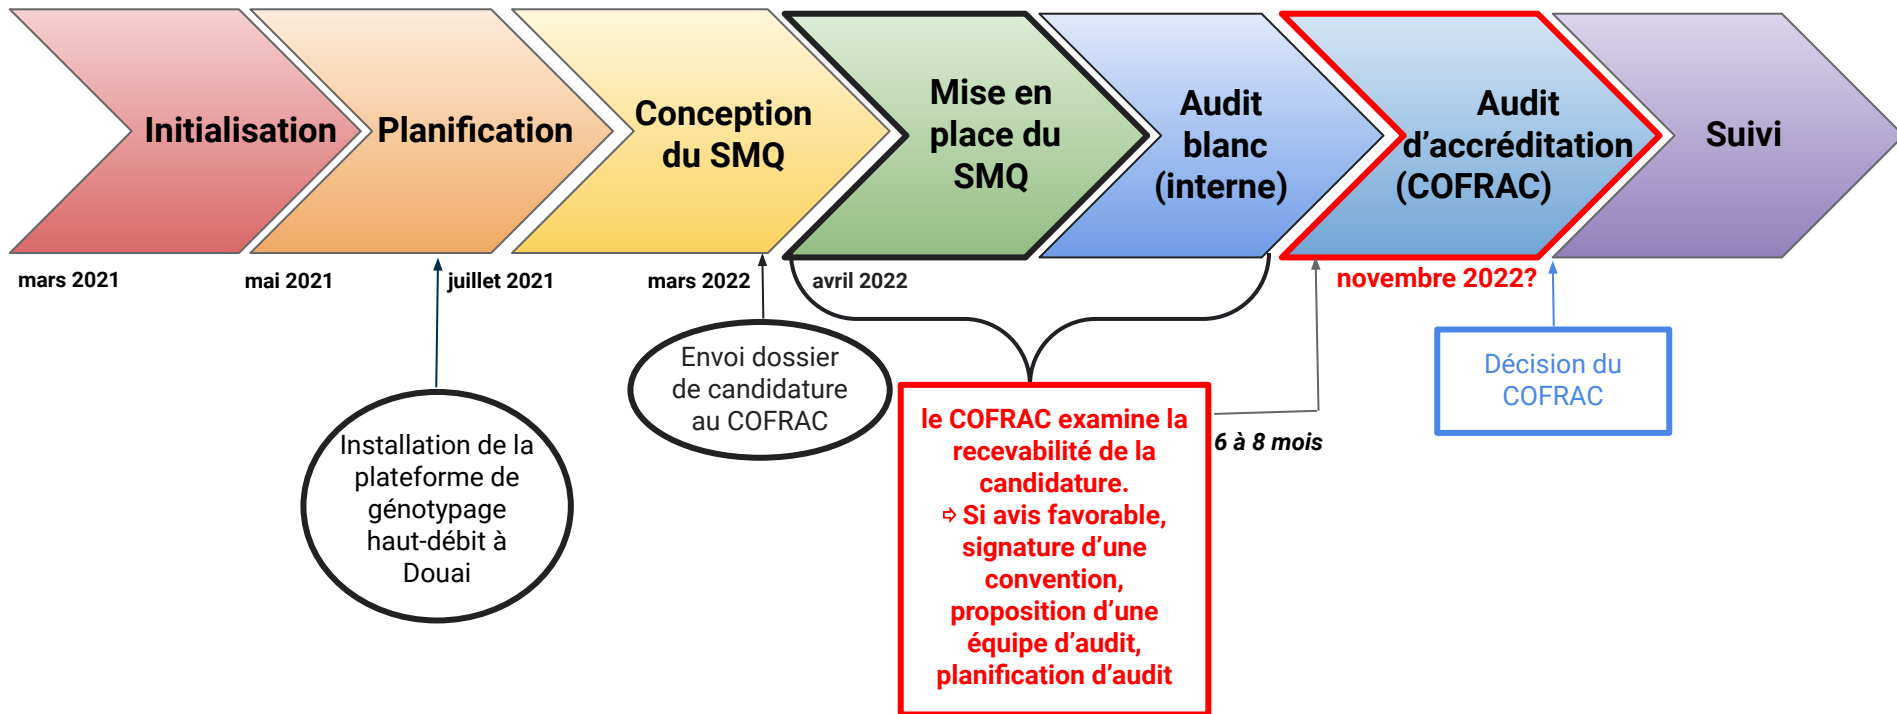 Initialisation
Planification
Conception
du SMQ
Mise en
place du
SMQ
Audit
blanc
(interne)
Audit
d’accréditation
(COFRAC)
Suivi
mars 2021
mai 2021
juillet 2021
mars 2022
avril 2022
novembre 2022?
Installation de la
plateforme de
génotypage
haut-débit à
Douai
Envoi dossier
de candidature
au COFRAC
le COFRAC examine la
recevabilité de la
candidature.
⇨ Si avis favorable,
signature d’une
convention,
proposition d’une
équipe d’audit,
planification d’audit
6 à 8 mois
Décision du
COFRAC